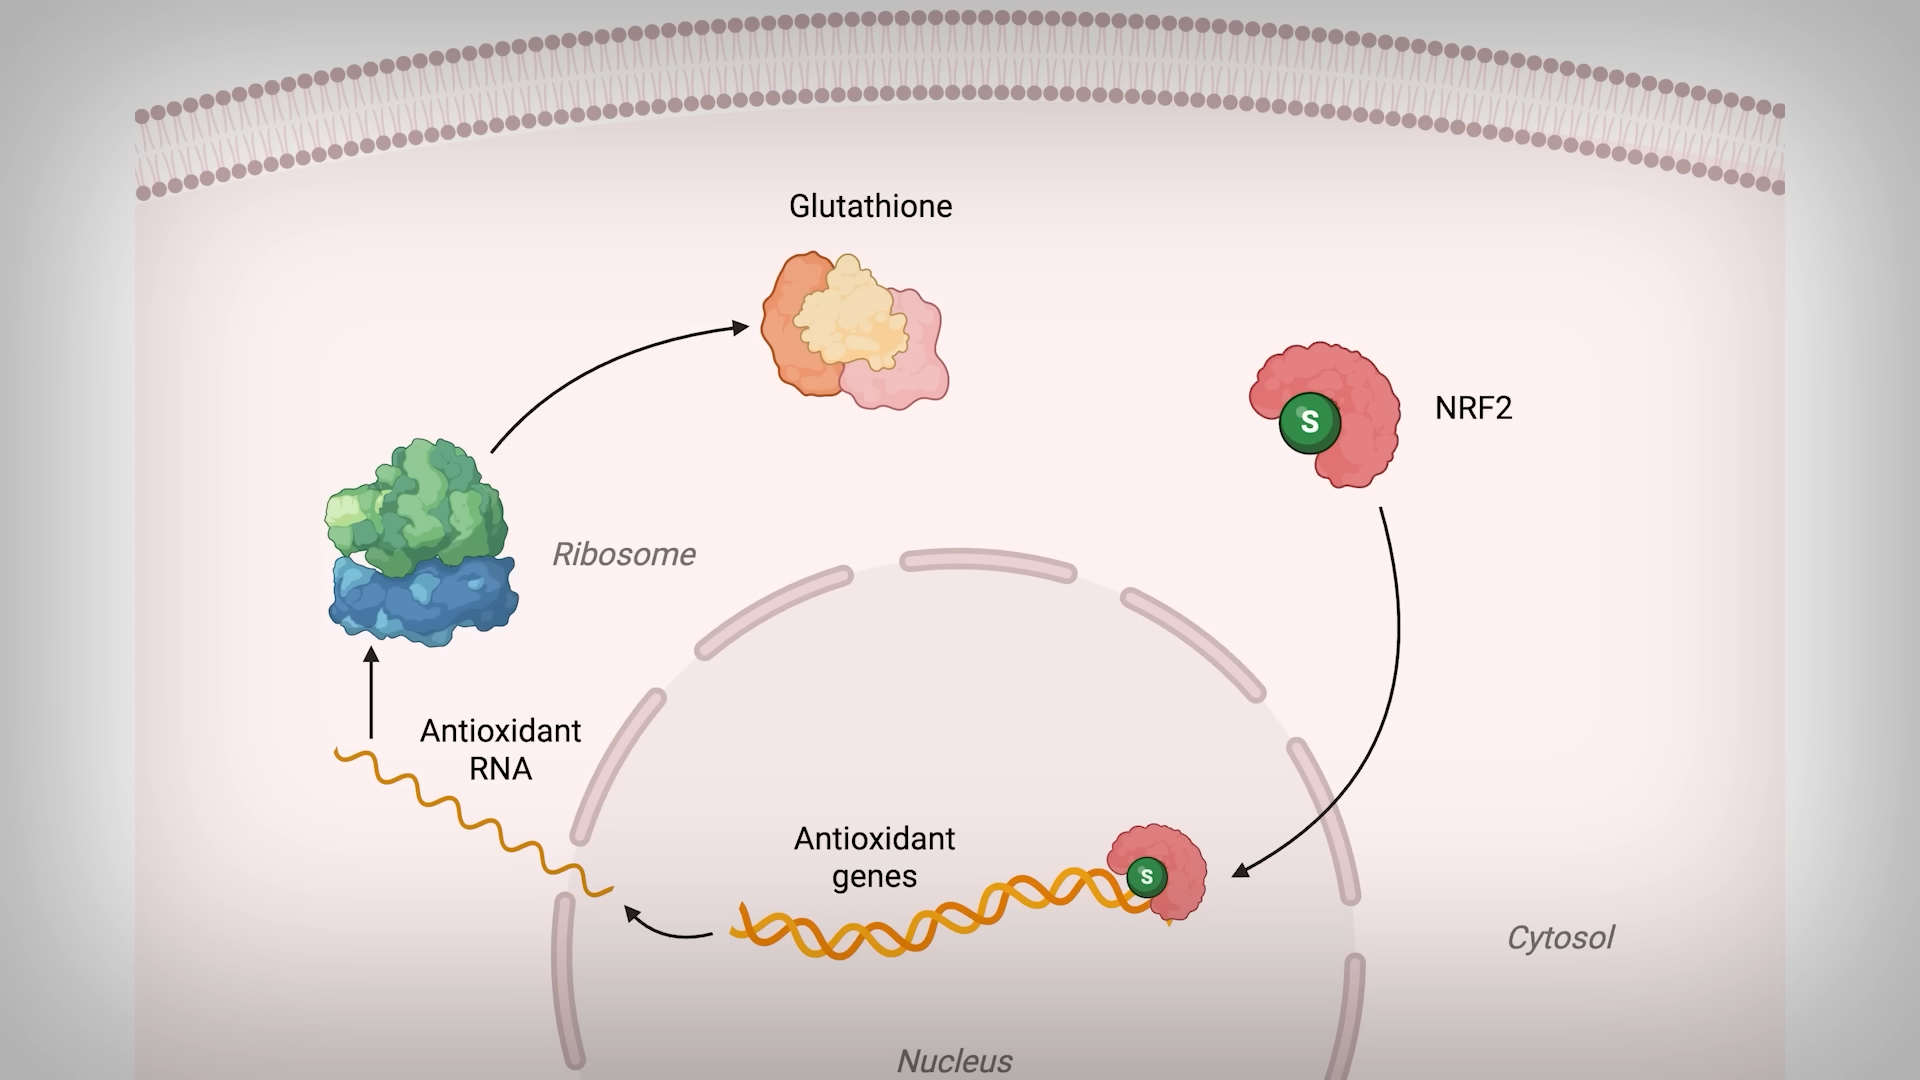 Glutathione
S
NRF2
Ribosome
Antioxidant
RNA
Antioxidant
genes
S
Cytosol
Nucleus